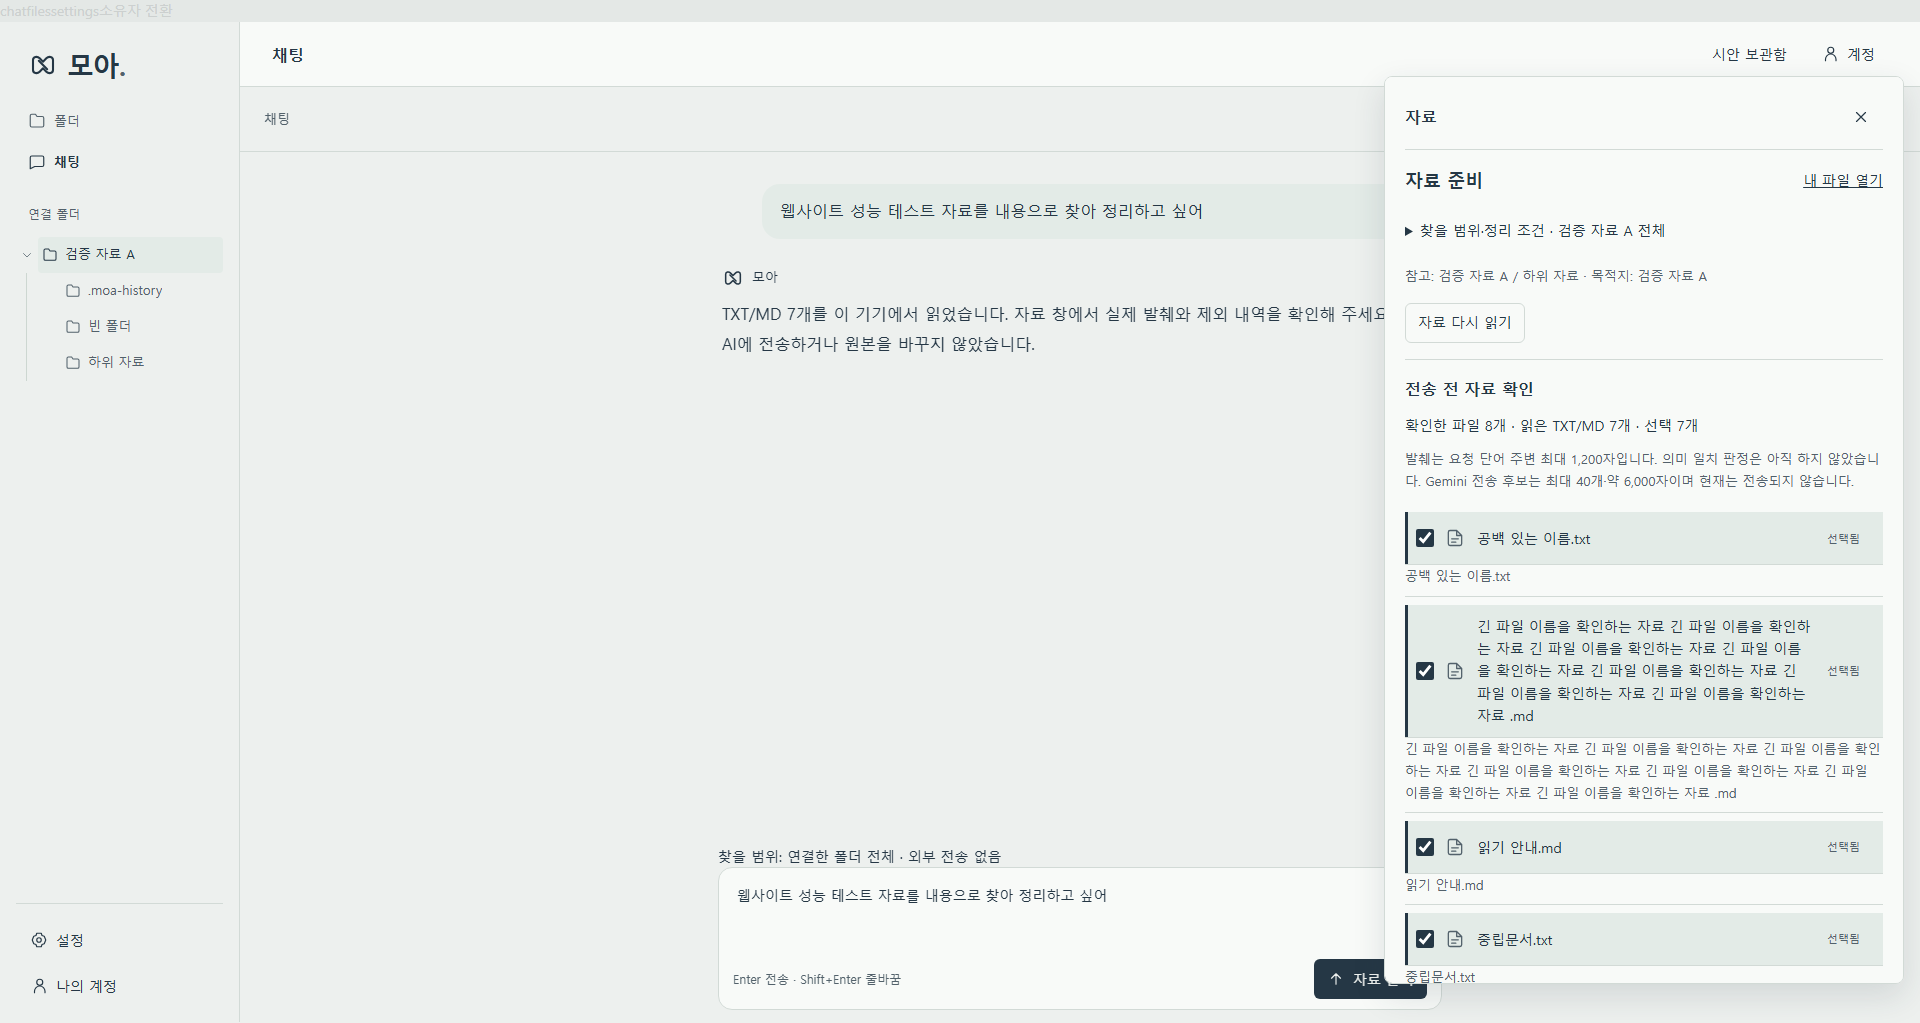 chatfilessettings소유자 전환
모아.
폴더
채팅
연결 폴더
검증 자료 A
.moa-history
빈 폴더
하위 자료
설정
나의 계정
채팅
시안 보관함
계정
채팅
웹사이트 성능 테스트 자료를 내용으로 찾아 정리하고 싶어
모아
TXT/MD 7개를 이 기기에서 읽었습니다. 자료 창에서 실제 발췌와 제외 내역을 확인해 주세요
AI에 전송하거나 원본을 바꾸지 않았습니다.
찾을 범위: 연결한 폴더 전체 · 외부 전송 없음
웹사이트 성능 테스트 자료를 내용으로 찾아 정리하고 싶어
Enter 전송 · Shift+Enter 줄바꿈
자료
자료
자료 준비
내 파일 열기
찾을 범위·정리 조건 · 검증 자료 A 전체
참고: 검증 자료 A / 하위 자료 · 목적지: 검증 자료 A
자료 다시 읽기
전송 전 자료 확인
확인한 파일 8개 · 읽은 TXT/MD 7개 · 선택 7개
발췌는 요청 단어 주변 최대 1,200자입니다. 의미 일치 판정은 아직 하지 않았습니
다. Gemini 전송 후보는 최대 40개·약 6,000자이며 현재는 전송되지 않습니다.
공백 있는 이름.txt
선택됨
공백 있는 이름.txt
긴 파일 이름을 확인하는 자료 긴 파일 이름을 확인하
는 자료 긴 파일 이름을 확인하는 자료 긴 파일 이름
을 확인하는 자료 긴 파일 이름을 확인하는 자료 긴
파일 이름을 확인하는 자료 긴 파일 이름을 확인하는
자료 .md
선택됨
긴 파일 이름을 확인하는 자료 긴 파일 이름을 확인하는 자료 긴 파일 이름을 확인
하는 자료 긴 파일 이름을 확인하는 자료 긴 파일 이름을 확인하는 자료 긴 파일
이름을 확인하는 자료 긴 파일 이름을 확인하는 자료 .md
읽기 안내.md
선택됨
읽기 안내.md
중립문서.txt
선택됨
중립문서.txt